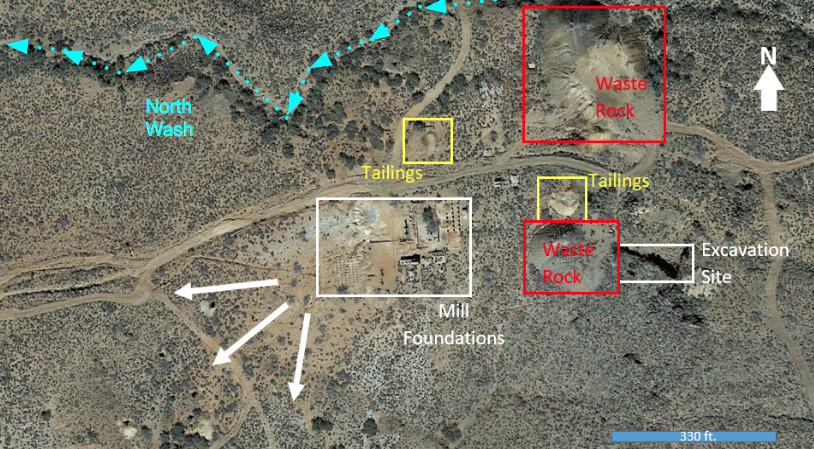 N
Waste
Rock
North
Wash
Tailings
Tailings
Waste
Rock
Excavation
Site
Mill
Foundations
330 ft.